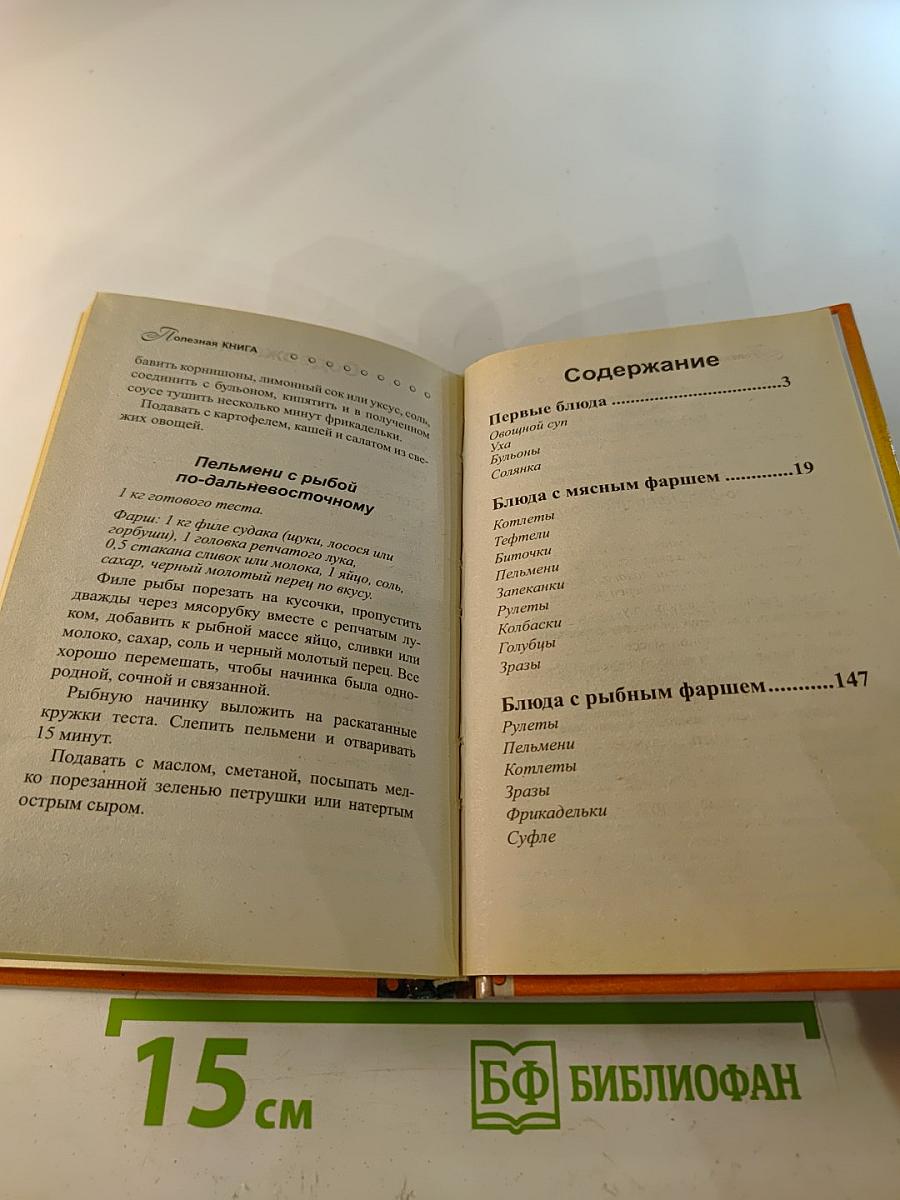 Полезная КНИГА
бавить корнишоны, лимонный сок или уксус, соль,
соединить с бульоном, кипятить и в полученном
соусе тушить несколько минут фрикадельки.
Подавать с картофелем, кашей и салатом из све-
жих овощей.
Пельмени с рыбой
по-дальневосточному
1 кг готового теста.
Фарш: 1 кг филе судака (щуки, лосося или
горбуши), 1 головка репчатого лука,
0,5 стакана сливок или молока, 1 яйцо, соль,
сахар, черный молотый перец по вкусу.
Филе рыбы порезать на кусочки, пропустить
дважды через мясорубку вместе с репчатым лу-
ком, добавить к рыбной массе яйцо, сливки или
молоко, сахар, соль и черный молотый перец. Все
хорошо перемешать, чтобы начинка была одно-
родной, сочной и связанной.
Рыбную начинку выложить на раскатанные
кружки теста. Слепить пельмени и отваривать
15 минут.
Подавать с маслом, сметаной, посыпать мел-
ко порезанной зеленью петрушки или натертым
острым сыром.
Содержание
Первые блюда ....................................3
Овощной суп
Уха
Бульоны
Солянка
Блюда с мясным фаршем .............19
Котлеты
Тефтели
Биточки
Пельмени
Запеканки
Рулеты
Колбаски
Голубцы
Зразы
Блюда с рыбным фаршем...........147
Рулеты
Пельмени
Котлеты
Зразы
Фрикадельки
Суфле
15 см
БФ БИБЛИОФАН